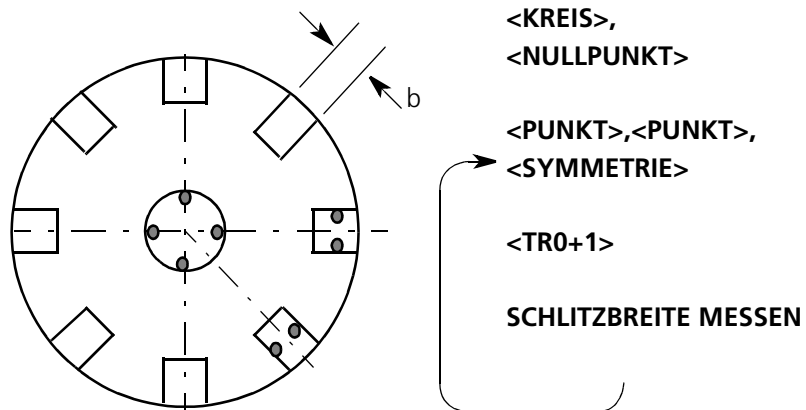 <KREIS>,
<NULLPUNKT>
<PUNKT>,<PUNKT>,
<SYMMETRIE>
<TR0+1>
SCHLITZBREITE MESSEN
b